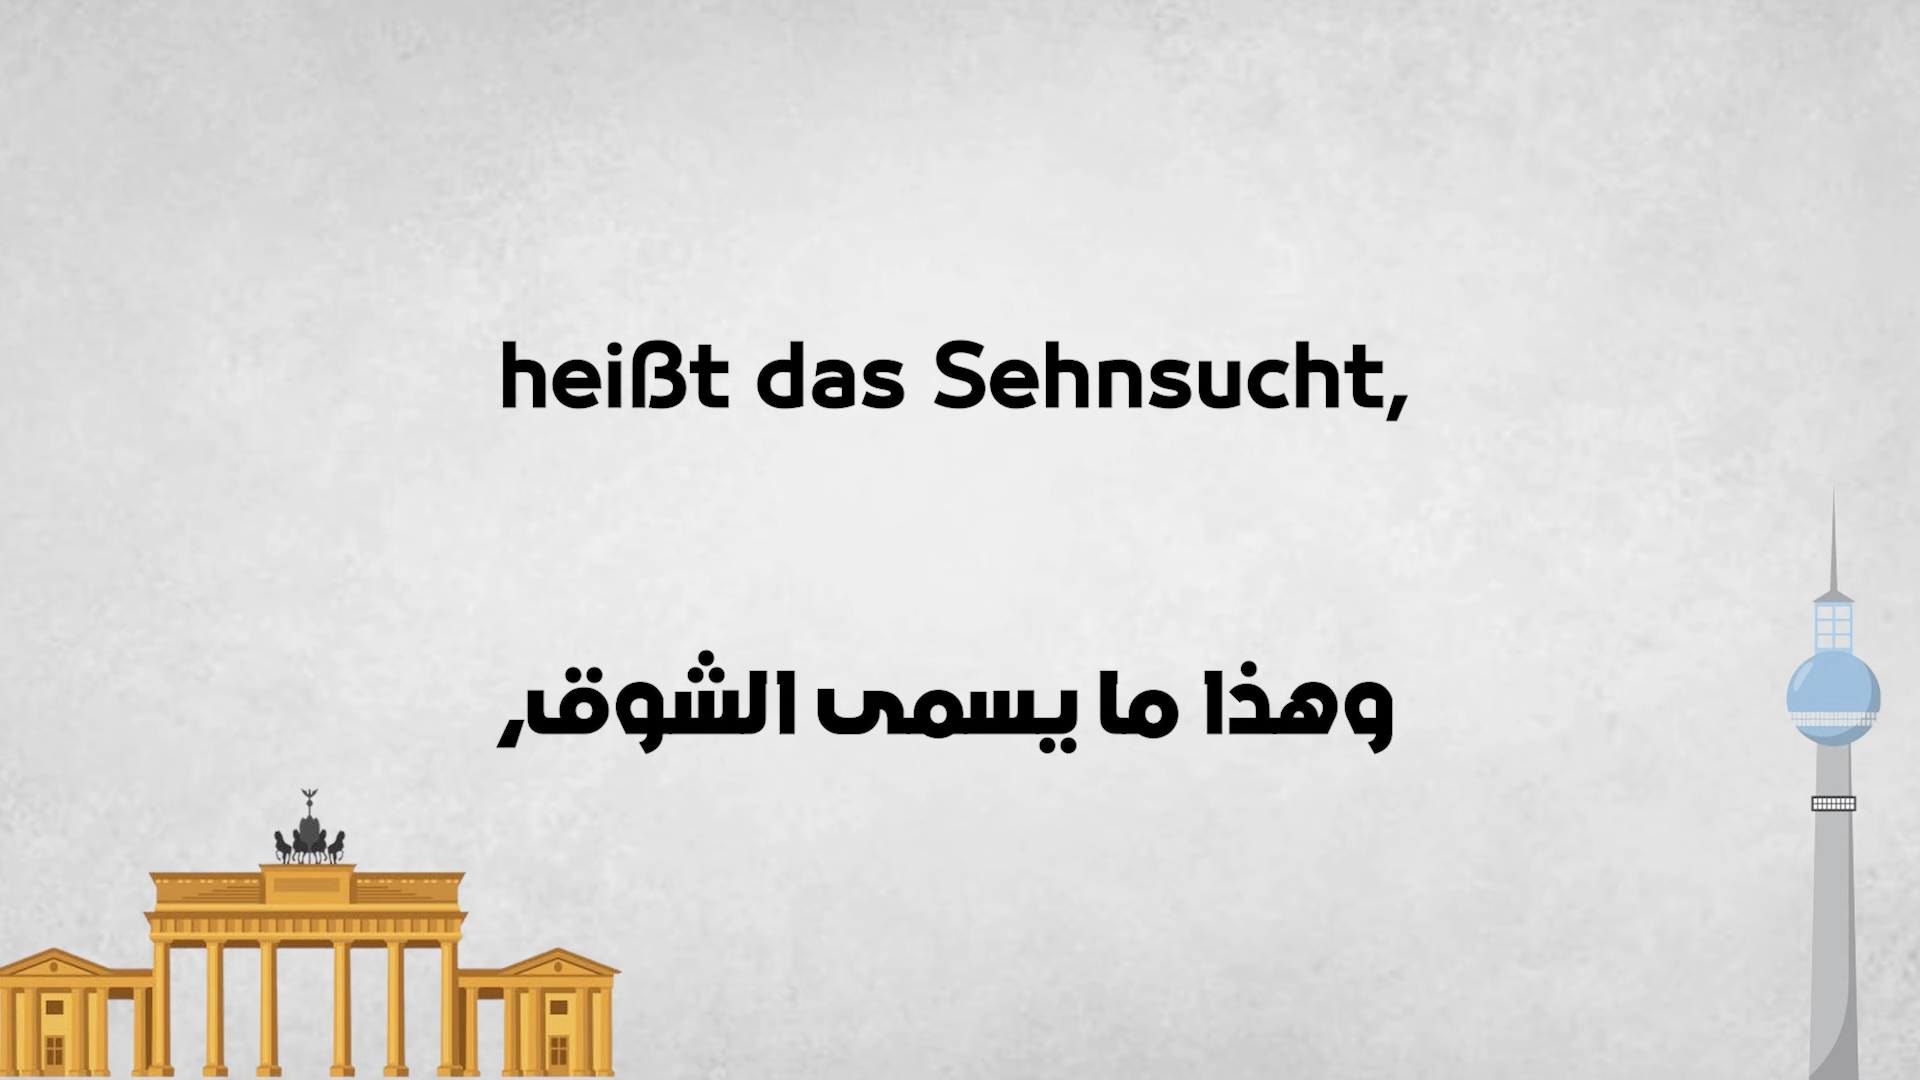 heißt das Sehnsucht,
وهذا ما يسمى الشوق,